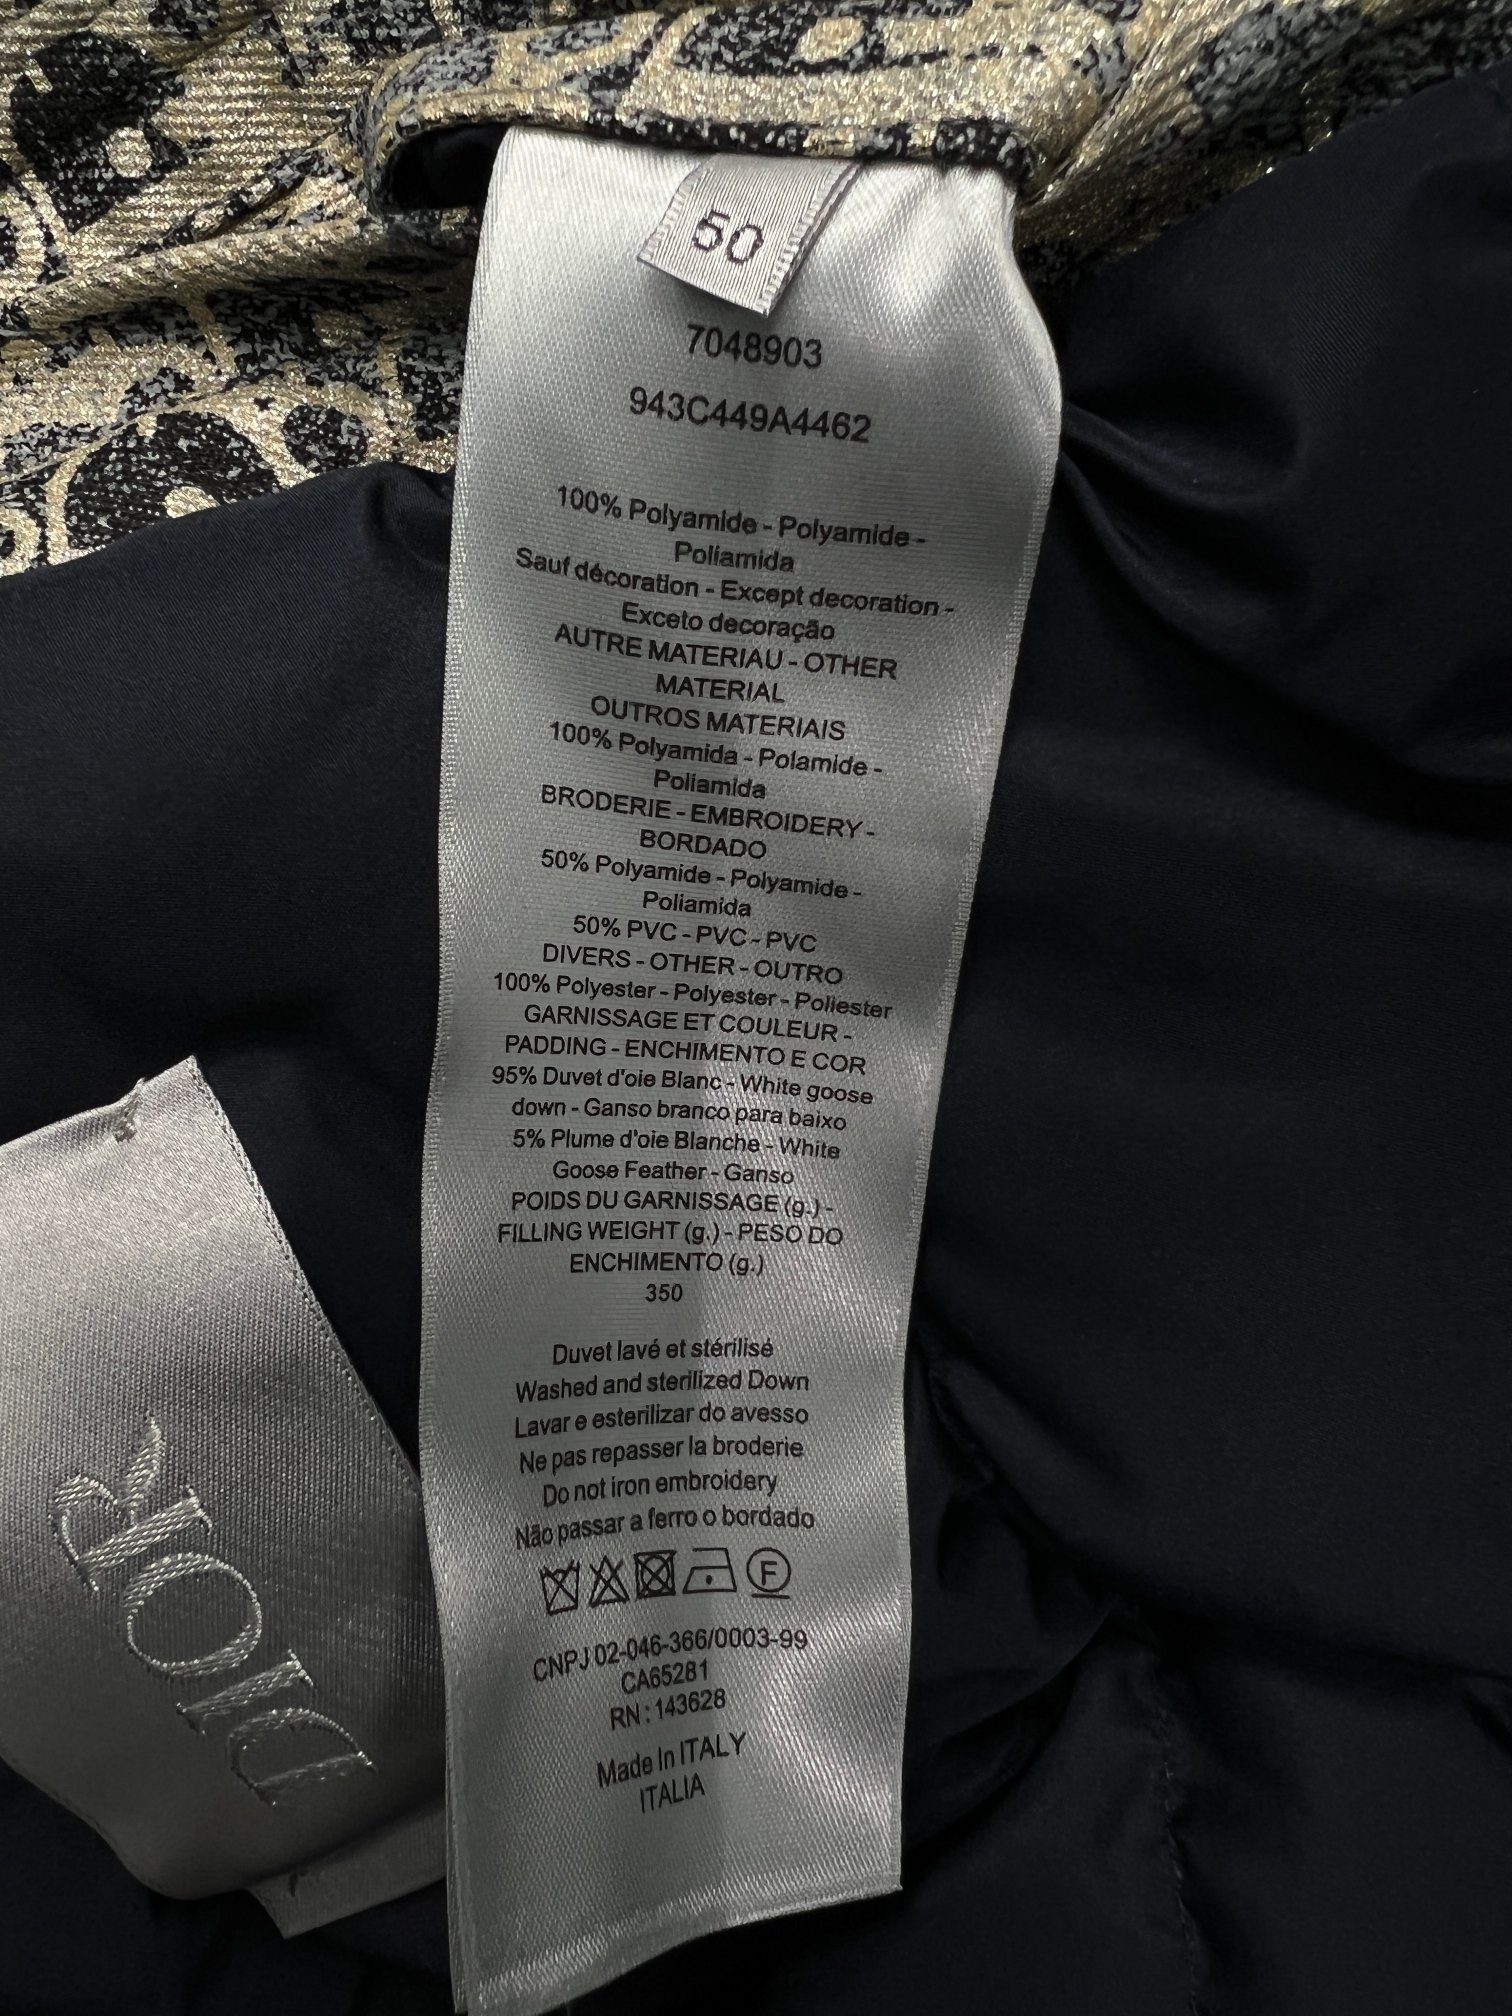 50
7048903
943C449A4462
100% Polyamide - Polyamide -
Poliamida
Sauf décoration - Except decoration -
Exceto decoração
AUTRE MATERIAU - OTHER
MATERIAL
OUTROS MATERIAIS
100% Polyamida - Polamide -
Poliamida
BRODERIE - EMBROIDERY -
BORDADO
50% Polyamide - Polyamide -
Poliamida
50% PVC - PVC - PVC
DIVERS - OTHER - OUTRO
100% Polyester - Polyester - Poliester
GARNISSAGE ET COULEUR -
PADDING - ENCHIMENTO E COR
95% Duvet d'oie Blanc - White goose
down - Ganso branco para baixo
5% Plume d'oie Blanche - White
Goose Feather - Ganso
POIDS DU GARNISSAGE (g.) -
FILLING WEIGHT (g.) - PESO DO
ENCHIMENTO (g.)
350
Duvet lavé et stérilisé
Washed and sterilized Down
Lavar e esterilizar do avesso
Ne pas repasser la broderie
Do not iron embroidery
Não passar a ferro o bordado
F
CNPJ 02-046-366/0003-99
CA65281
RN : 143628
Made In ITALY
ITALIA
DIOR